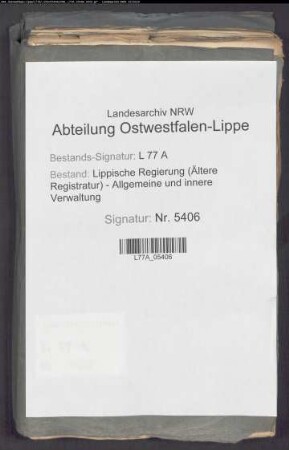 Landesarchiv NRW
Abteilung Ostwestfalen-Lippe
Bestands-Signatur: L 77 A
Bestand: Lippische Regierung (Ältere
Registratur) - Allgemeine und innere
Verwaltung
Signatur: Nr. 5406
L77A_05406